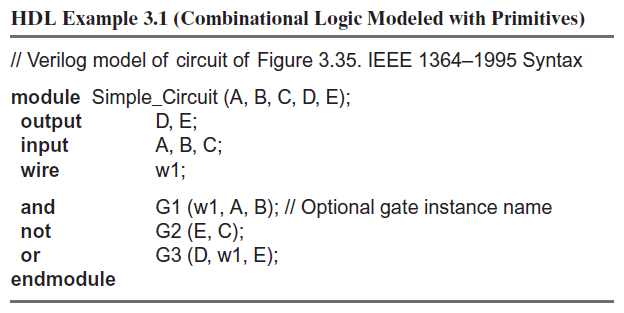 HDL Example 3.1 (Combinational Logic Modeled with Primitives)
// Verilog model of circuit of Figure 3.35. IEEE 1364–1995 Syntax
module Simple_Circuit (A, B, C, D, E);
output D, E;
input A, B, C;
wire w1;
and G1 (w1, A, B); // Optional gate instance name
not G2 (E, C);
or G3 (D, w1, E);
endmodule